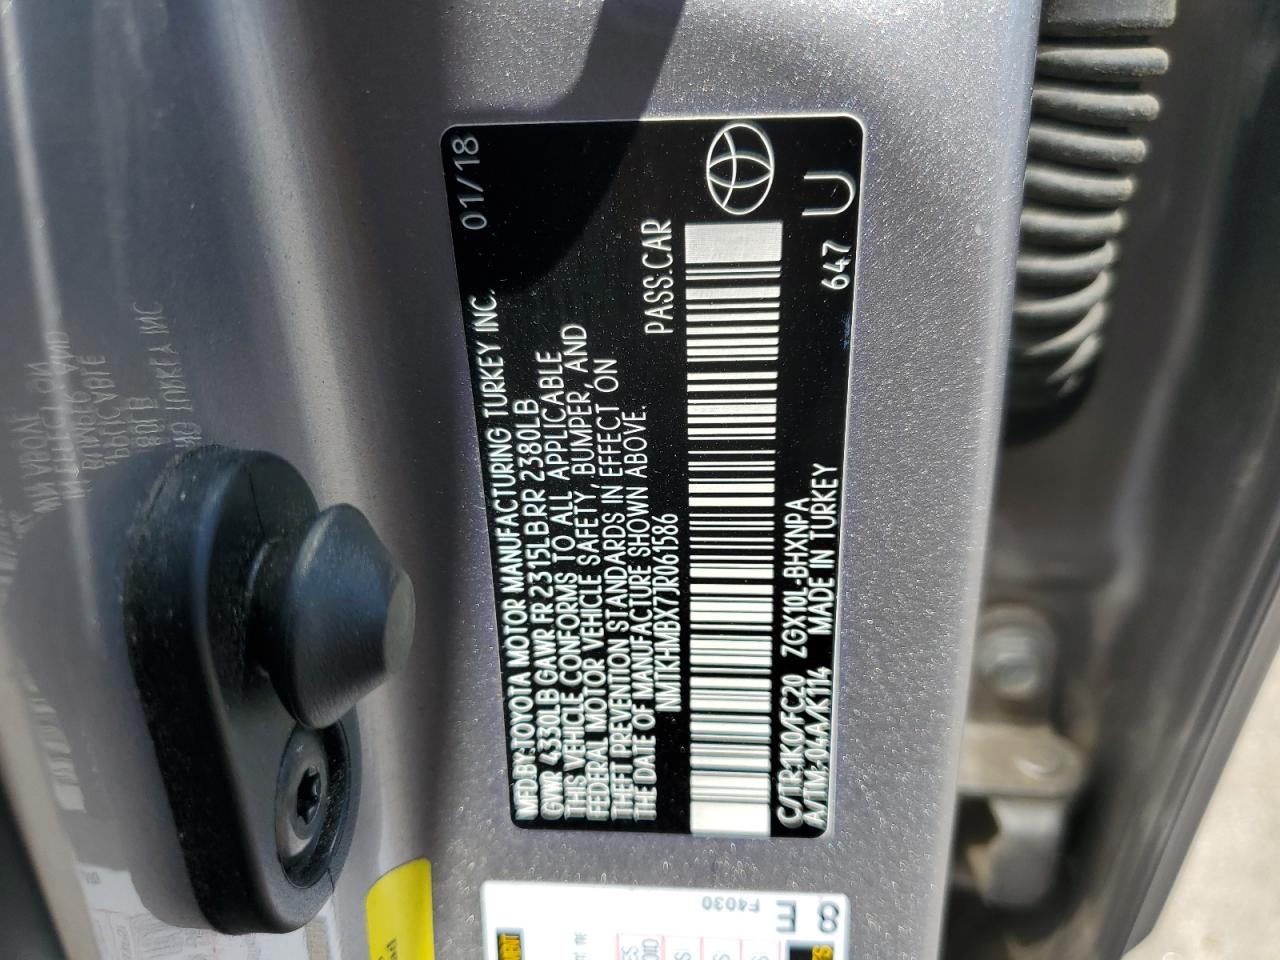 MFD.BY:TOYOTA MOTOR MANUFACTURING TURKEY INC. 01/18
GVWR 4330LB GAWR FR 2315LB RR 2380LB
THIS VEHICLE CONFORMS TO ALL APPLICABLE
FEDERAL MOTOR VEHICLE SAFETY, BUMPER, AND
THEFT PREVENTION STANDARDS IN EFFECT ON
THE DATE OF MANUFACTURE SHOWN ABOVE.
NMTKHMBX7JR061586 PASS.CAR
C/TR:1K0/FC20 ZGX10L-BHXNPA
A/TM:04A/K114 MADE IN TURKEY 647 U
8E
F4030